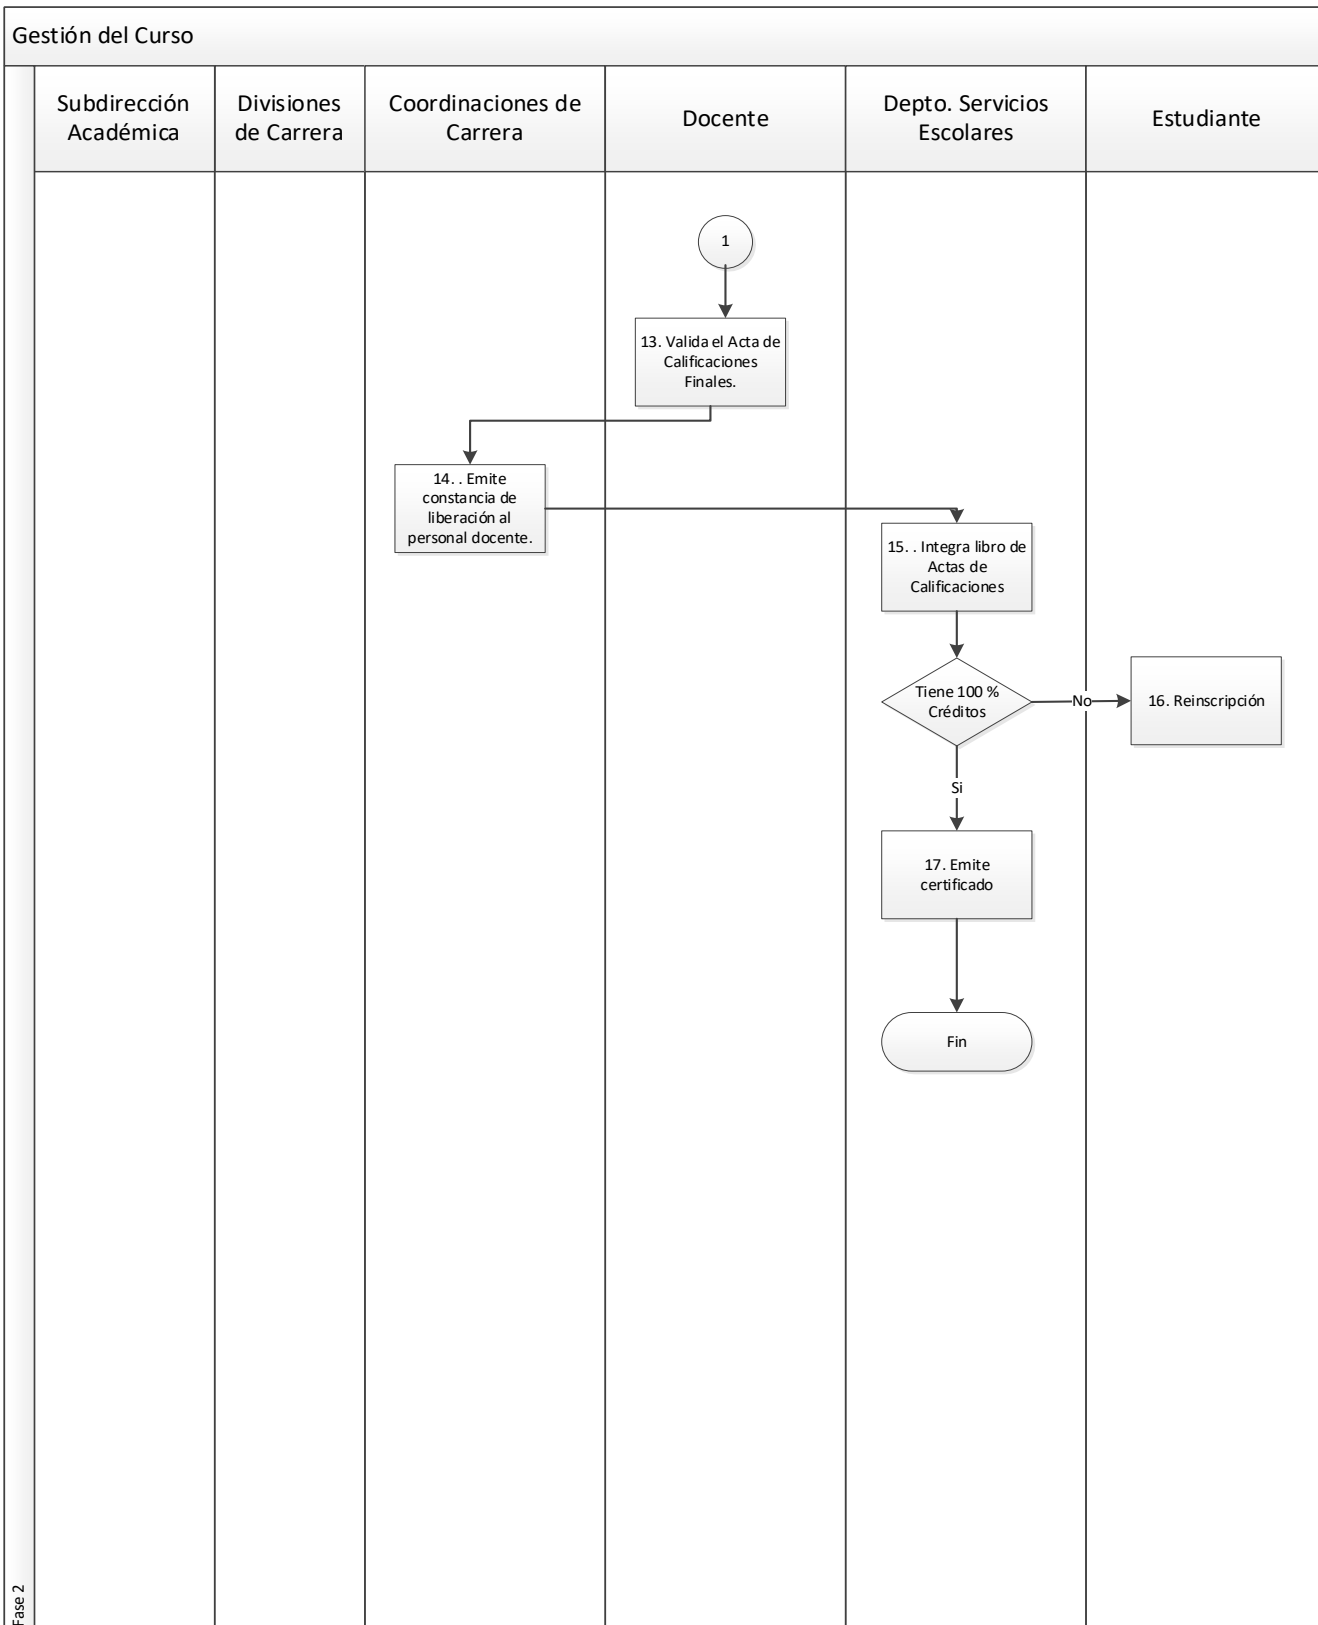 Gestión del Curso
Subdirección
Académica
Divisiones
de Carrera
Coordinaciones de
Carrera
Docente
Depto. Servicios
Escolares
Estudiante
1
13. Valida el Acta de
Calificaciones
Finales.
14. . Emite
constancia de
liberación al
personal docente.
15. . Integra libro de
Actas de
Calificaciones
Tiene 100 %
Créditos
No
16. Reinscripción
Si
17. Emite
certificado
Fin
Fase 2